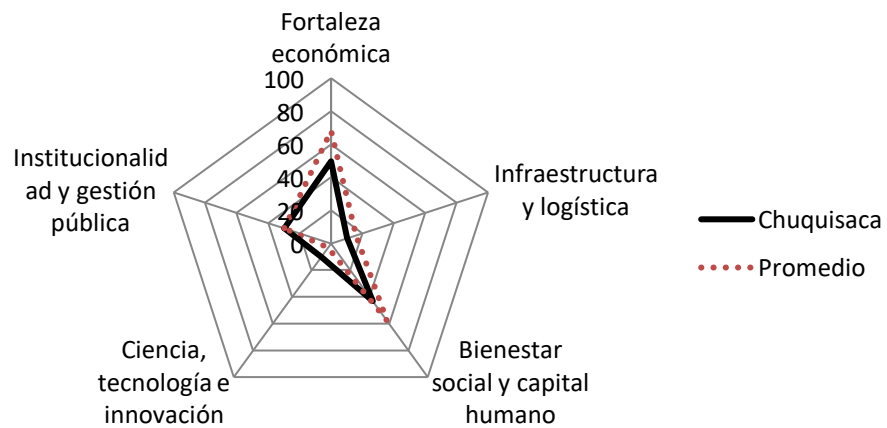 Fortaleza
económica
100
80
60
40
20
0
Institucionalid
ad y gestión
pública
Infraestructura
y logística
Chuquisaca
Promedio
Ciencia,
tecnología e
innovación
Bienestar
social y capital
humano